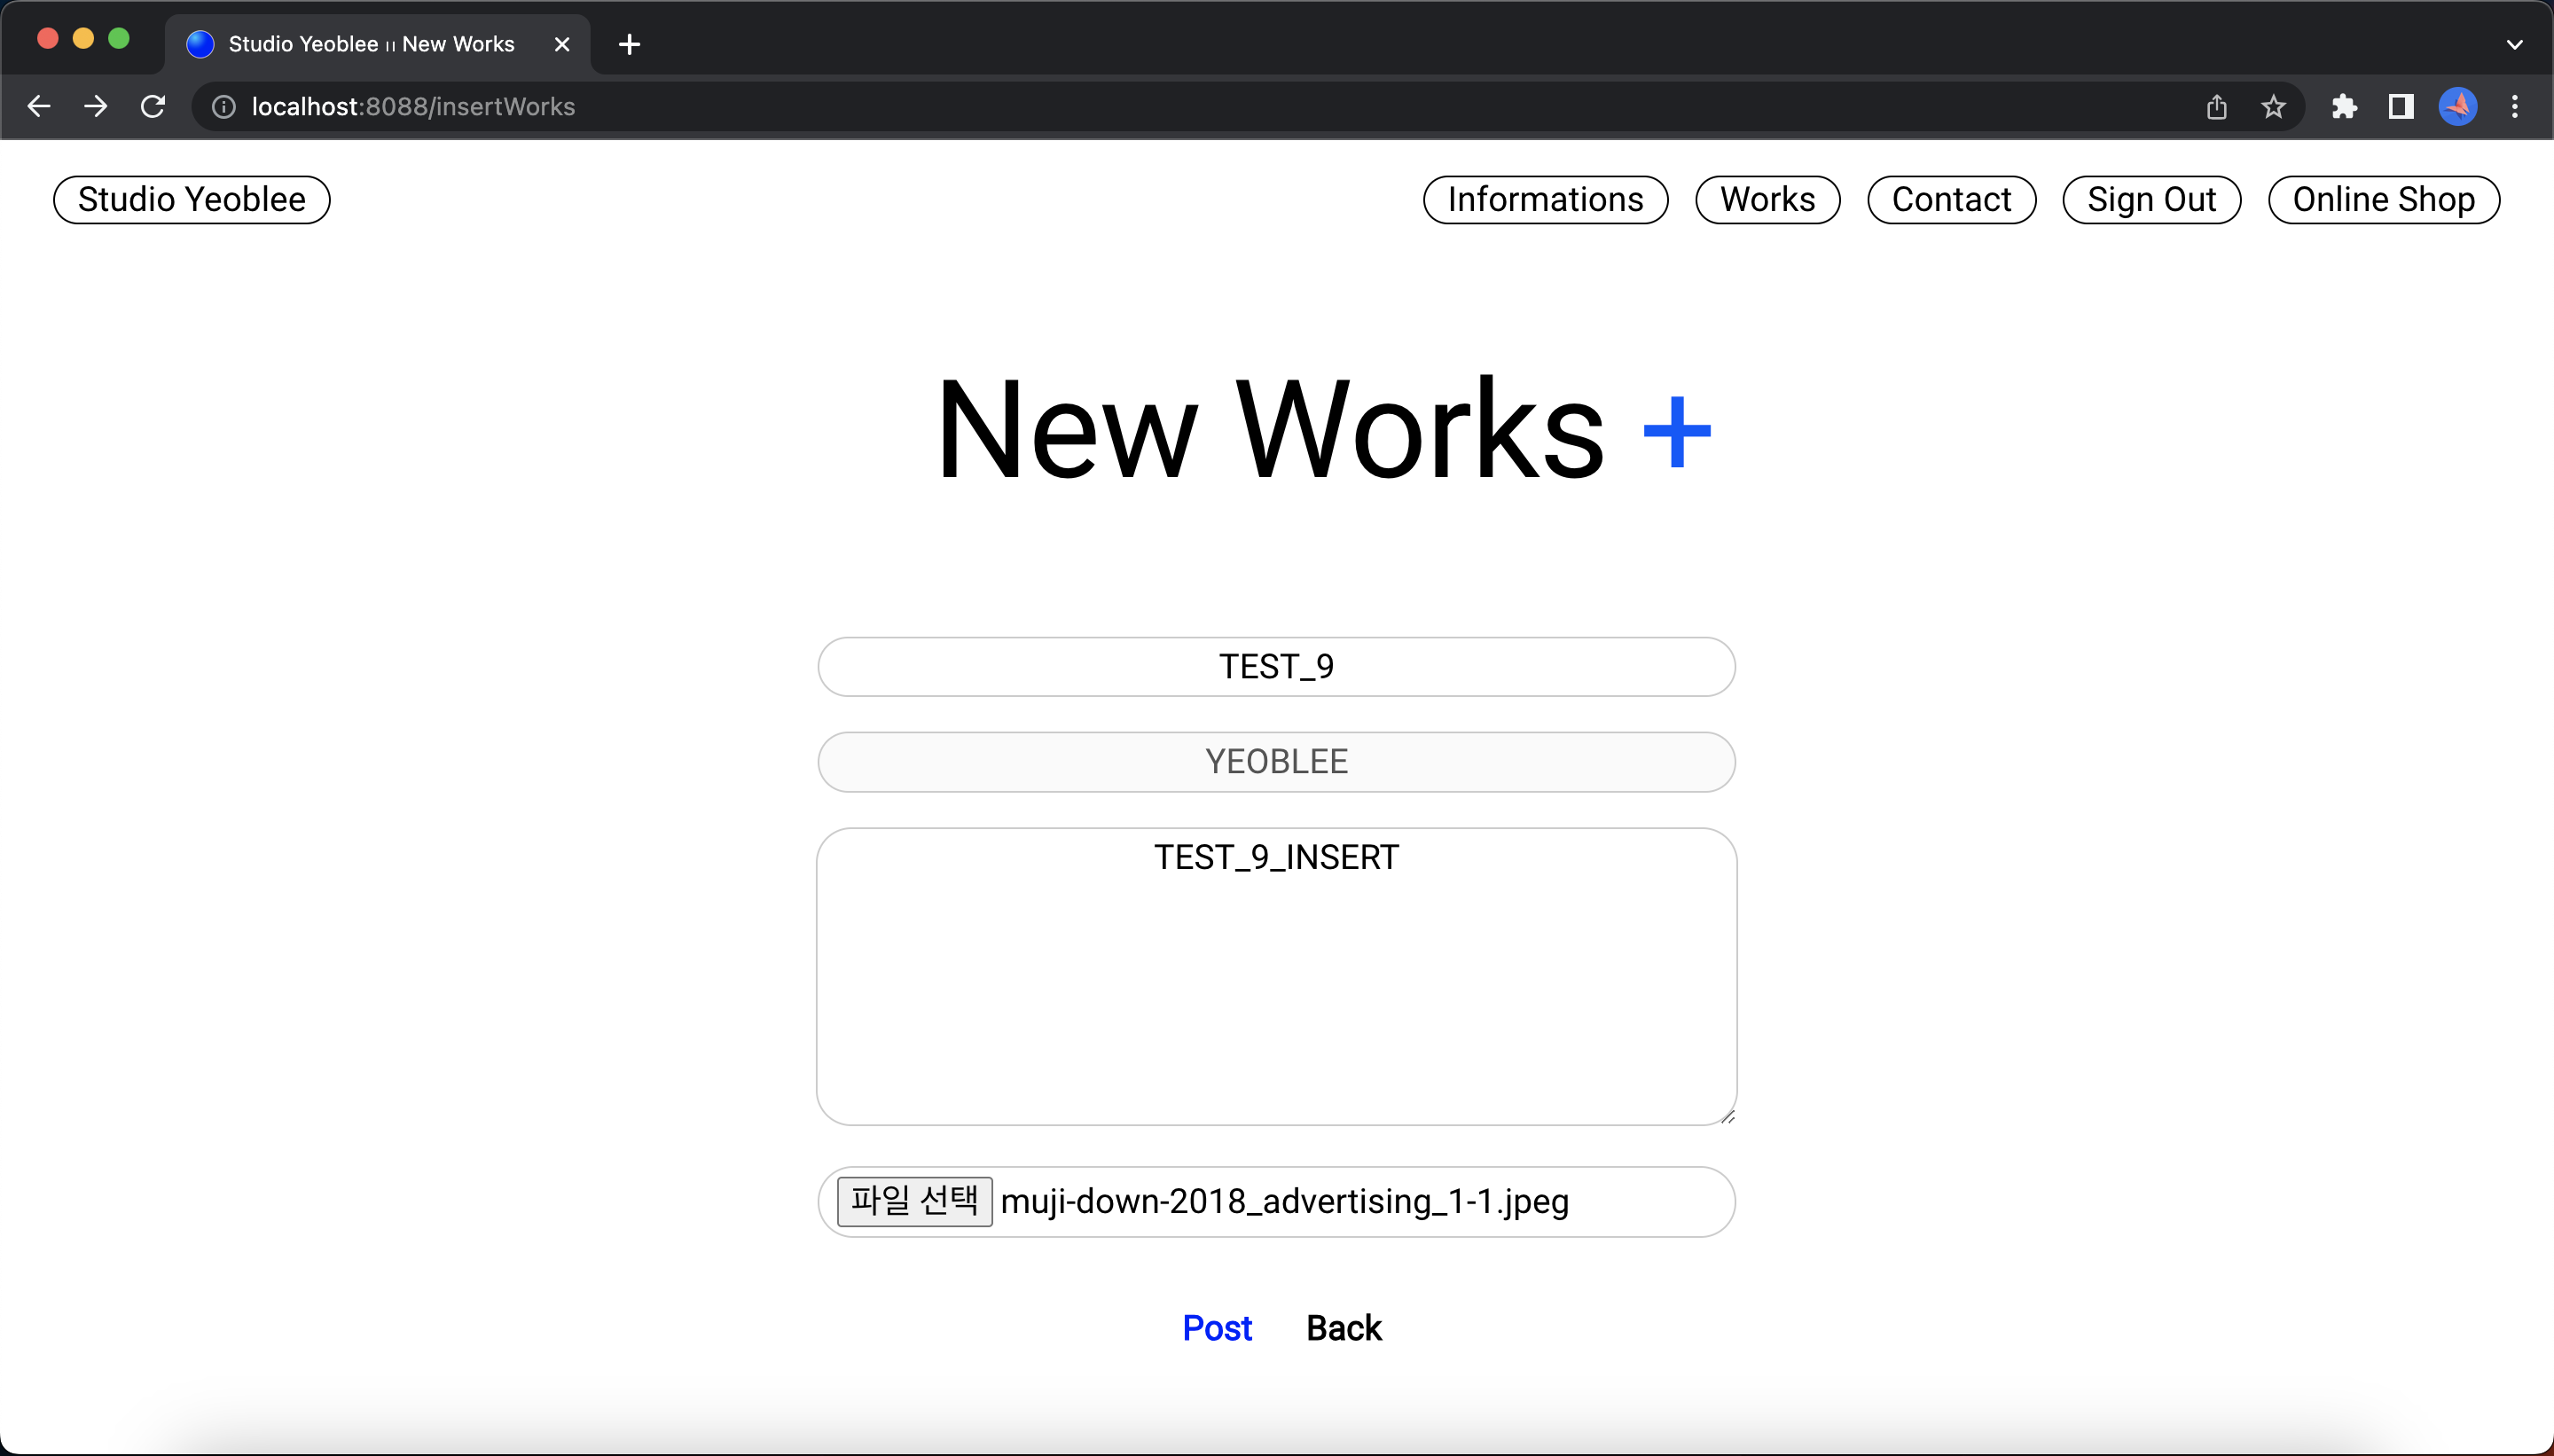 Studio Yeoblee ıı New Works
localhost:8088/insertWorks
Studio Yeoblee
Informations
Works
Contact
Sign Out
Online Shop
New Works +
TEST_9
YEOBLEE
TEST_9_INSERT
파일 선택 muji-down-2018_advertising_1-1.jpeg
Post
Back